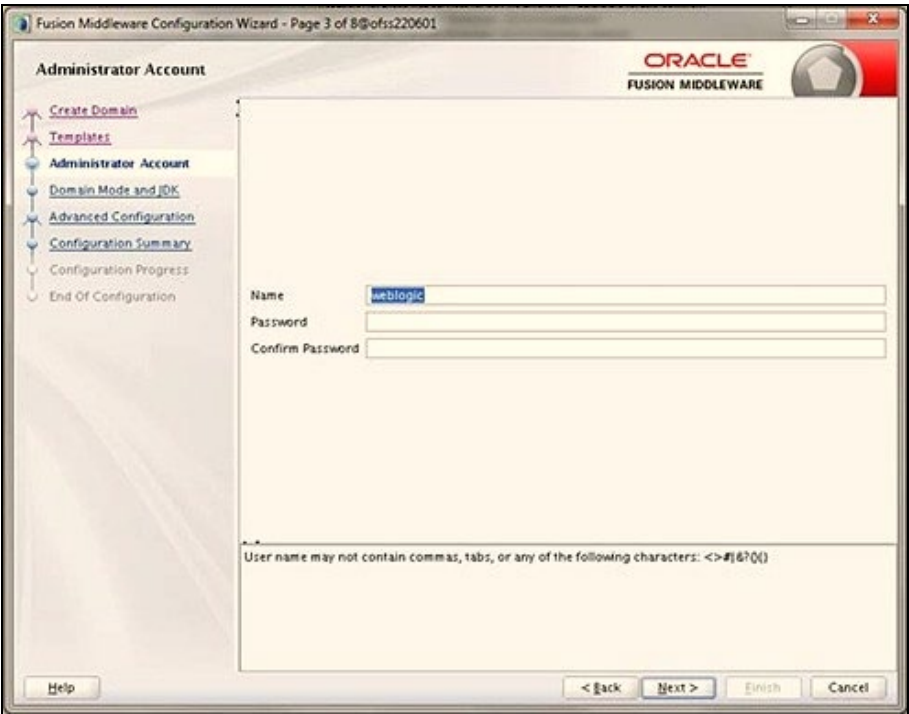 Fusion Middleware Configuration Wizard - Page 3 of 8@ofss220601
Administrator Account
ORACLE
FUSION MIDDLEWARE
Create Domain
Templates
Administrator Account
Domain Mode and JDK
Advanced Configuration
Configuration Summary
Configuration Progress
End Of Configuration
Name weblogic
Password
Confirm Password
User name may not contain commas, tabs, or any of the following characters: <>#|&?(){}
Help
< Back Next > Finish Cancel